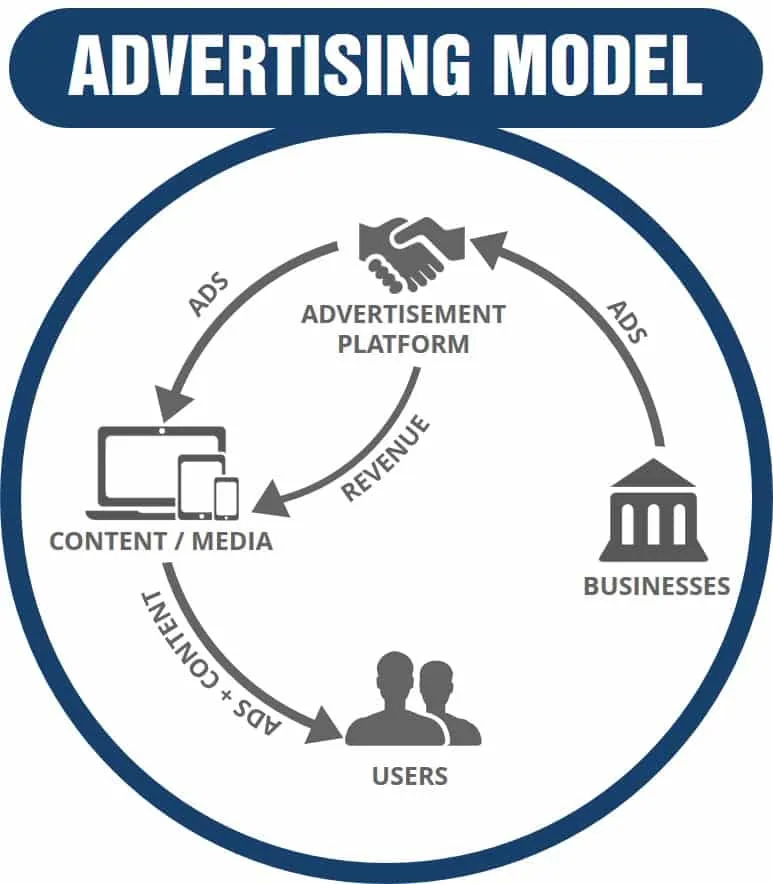 ADVERTISING MODEL
ADS
ADVERTISEMENT
PLATFORM
ADS
REVENUE
CONTENT / MEDIA
BUSINESSES
ADS + CONTENT
USERS